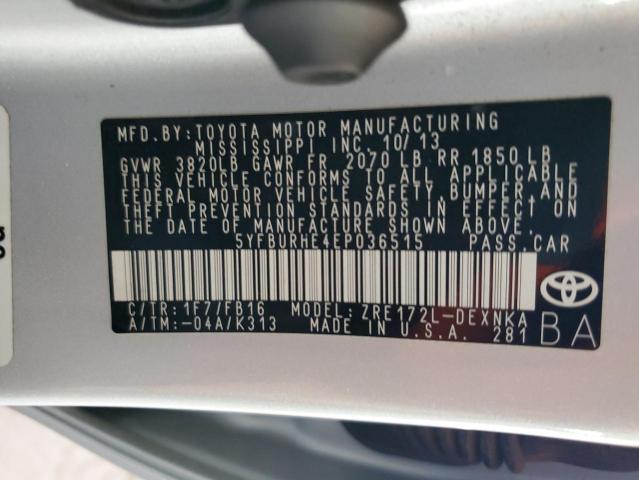 MFD.BY:TOYOTA MOTOR MANUFACTURING
MISSISSIPPI INC. 10/13
GVWR 3820LB GAWR FR 2070 LB RR 1850 LB
THIS VEHICLE CONFORMS TO ALL APPLICABLE
FEDERAL MOTOR VEHICLE SAFETY, BUMPER, AND
THEFT PREVENTION STANDARDS IN EFFECT ON
THE DATE OF MANUFACTURE SHOWN ABOVE.
5YFBURHE4EP036515 PASS.CAR
C/TR: 1F7/FB16 MODEL: ZRE172L-DEXNKA
A/TM: -04A/K313 MADE IN U.S.A. 281
BA